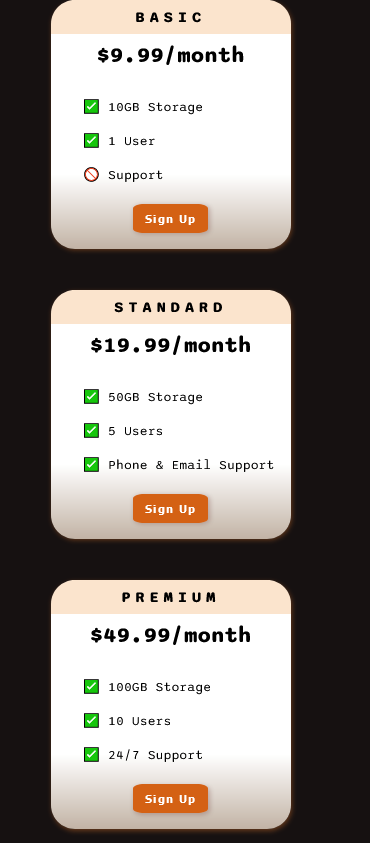 BASIC
$9.99/month
10GB Storage
1 User
Support
Sign Up
STANDARD
$19.99/month
50GB Storage
5 Users
Phone & Email Support
Sign Up
PREMIUM
$49.99/month
100GB Storage
10 Users
24/7 Support
Sign Up